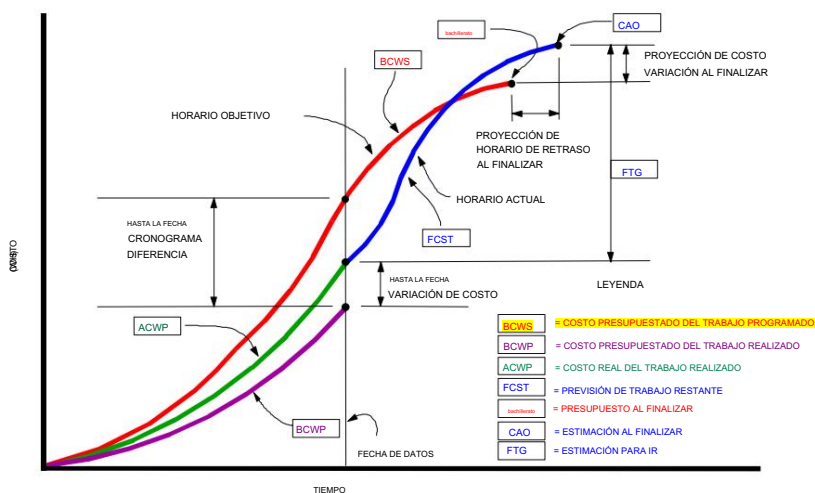 CAO
bachillerato
BCWS
PROYECCIÓN DE COSTO
VARIACIÓN AL FINALIZAR
HORARIO OBJETIVO
PROYECCIÓN DE
HORARIO DE RETRASO
AL FINALIZAR
FTG
HORARIO ACTUAL
HASTA LA FECHA
CRONOGRAMA
DIFERENCIA
FCST
HASTA LA FECHA
VARIACIÓN DE COSTO
LEYENDA
ACWP
BCWP
FECHA DE DATOS
TIEMPO
BCWS = COSTO PRESUPUESTADO DEL TRABAJO PROGRAMADO
BCWP = COSTO PRESUPUESTADO DEL TRABAJO REALIZADO
ACWP = COSTO REAL DEL TRABAJO REALIZADO
FCST = PREVISIÓN DE TRABAJO RESTANTE
bachillerato = PRESUPUESTO AL FINALIZAR
CAO = ESTIMACIÓN AL FINALIZAR
FTG = ESTIMACIÓN PARA IR